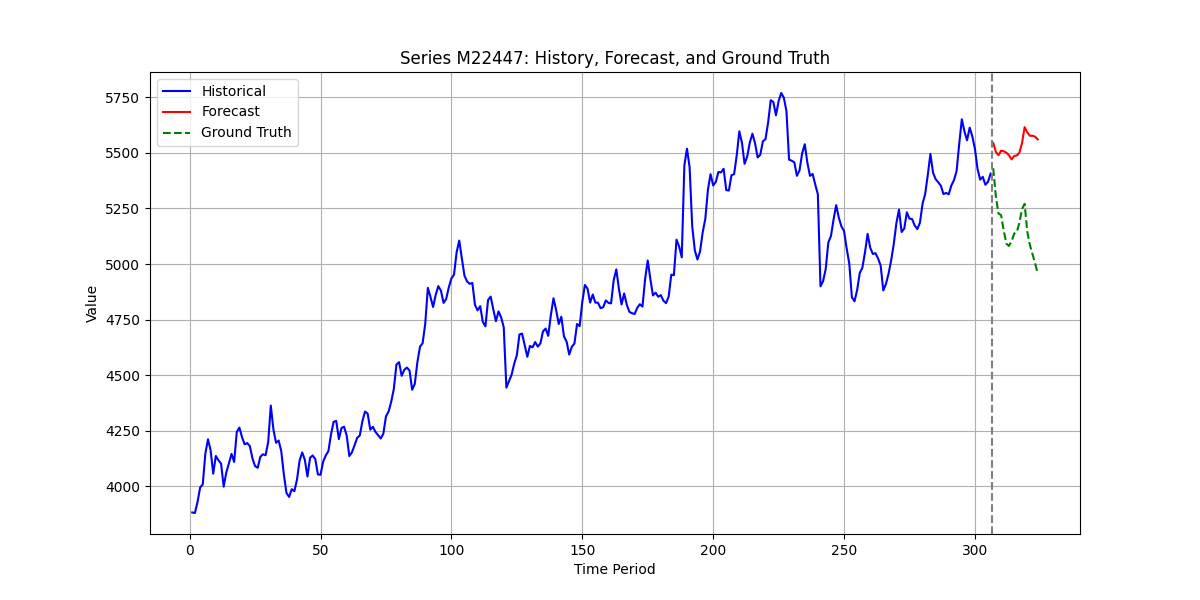 Series M22447: History, Forecast, and Ground Truth
Historical
Forecast
Ground Truth
5750
5500
5250
5000
4750
4500
4250
4000
Value
0 50 100 150 200 250 300
Time Period